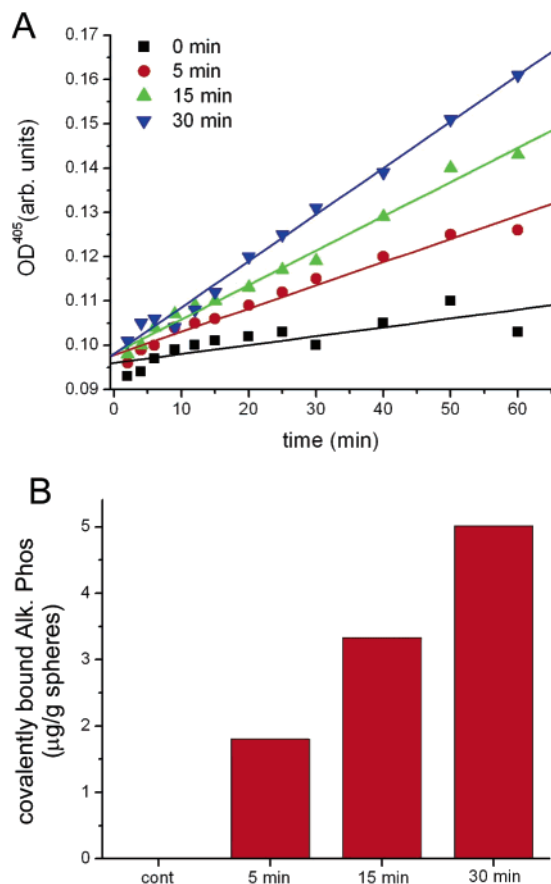 A
0 min
5 min
15 min
30 min
0.17
0.16
0.15
0.14
0.13
0.12
0.11
0.10
0.09
OD⁴⁰⁵(arb. units)
0 10 20 30 40 50 60
time (min)
B
5
4
3
2
1
0
covalently bound Alk. Phos
(µg/g spheres)
cont 5 min 15 min 30 min